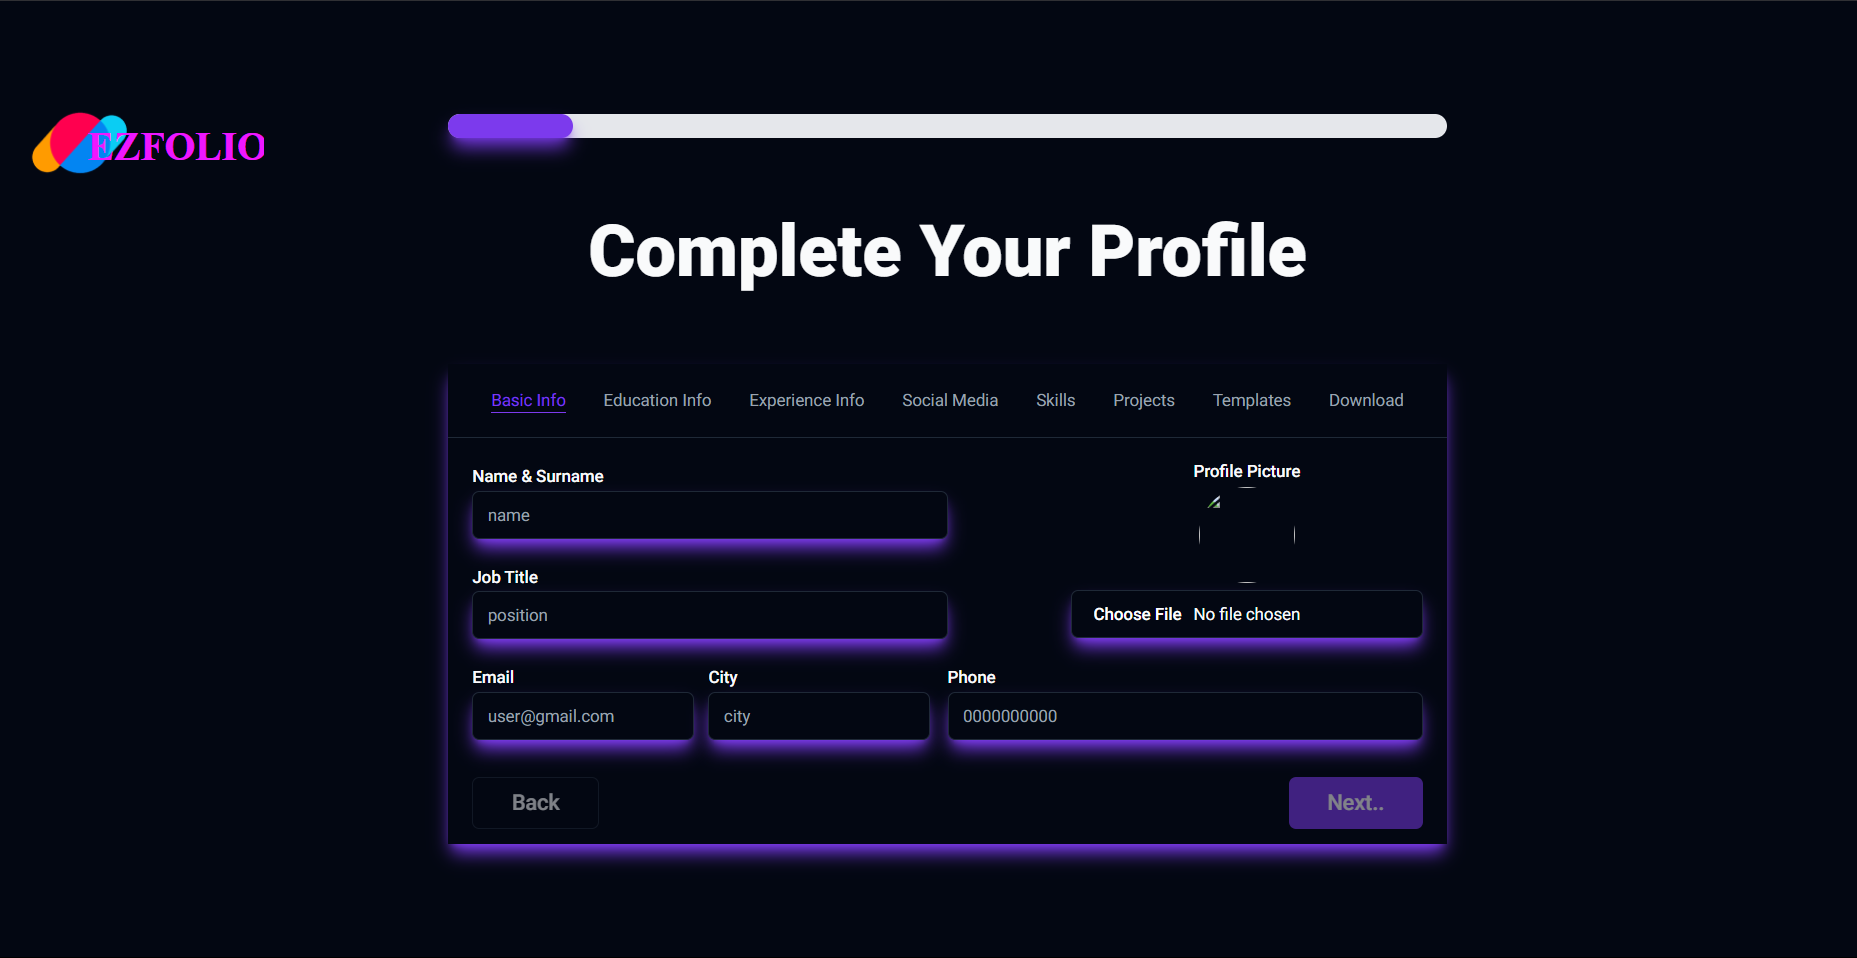 EZFOLIO
Complete Your Profile
Basic Info Education Info Experience Info Social Media Skills Projects Templates Download
Name & Surname
name
Profile Picture
Job Title
position
Choose File No file chosen
Email City Phone
user@gmail.com city 0000000000
Back Next..